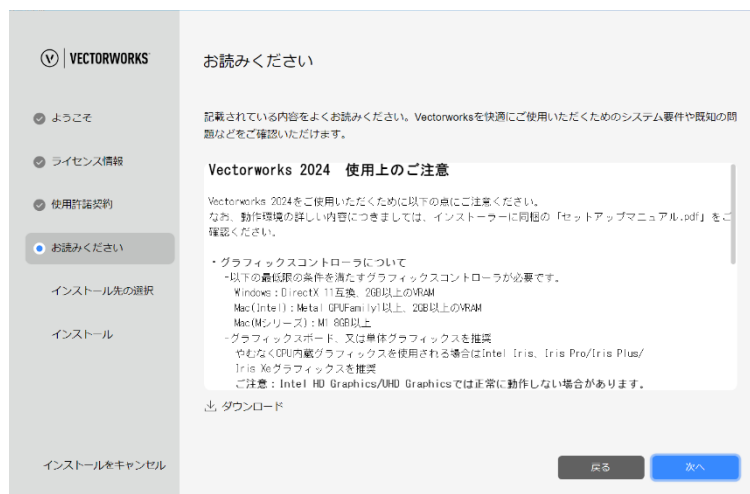 VECTORWORKS
ようこそ
ライセンス情報
使用許諾契約
お読みください
インストール先の選択
インストール
インストールをキャンセル
お読みください
記載されている内容をよくお読みください。Vectorworksを快適にご使用いただくためのシステム要件や既知の問
題などをご確認いただけます。
Vectorworks 2024 使用上のご注意
Vectorworks 2024をご使用いただくために以下の点にご注意ください。
なお、動作環境の詳しい内容につきましては、インストーラーに同梱の「セットアップマニュアル.pdf」をご
確認ください。
・グラフィックスコントローラについて
-以下の最低限の条件を満たすグラフィックスコントローラが必要です。
Windows：DirectX 11互換、2GB以上のVRAM
Mac(Intel)：Metal GPUFamily1以上、2GB以上のVRAM
Mac(Mシリーズ)：M1 8GB以上
-グラフィックスボード、又は単体グラフィックスを推奨
やむなくCPU内蔵グラフィックスを使用される場合はIntel Iris、Iris Pro/Iris Plus/
Iris Xeグラフィックスを推奨
ご注意：Intel HD Graphics/UHD Graphicsでは正常に動作しない場合があります。
ダウンロード
戻る
次へ